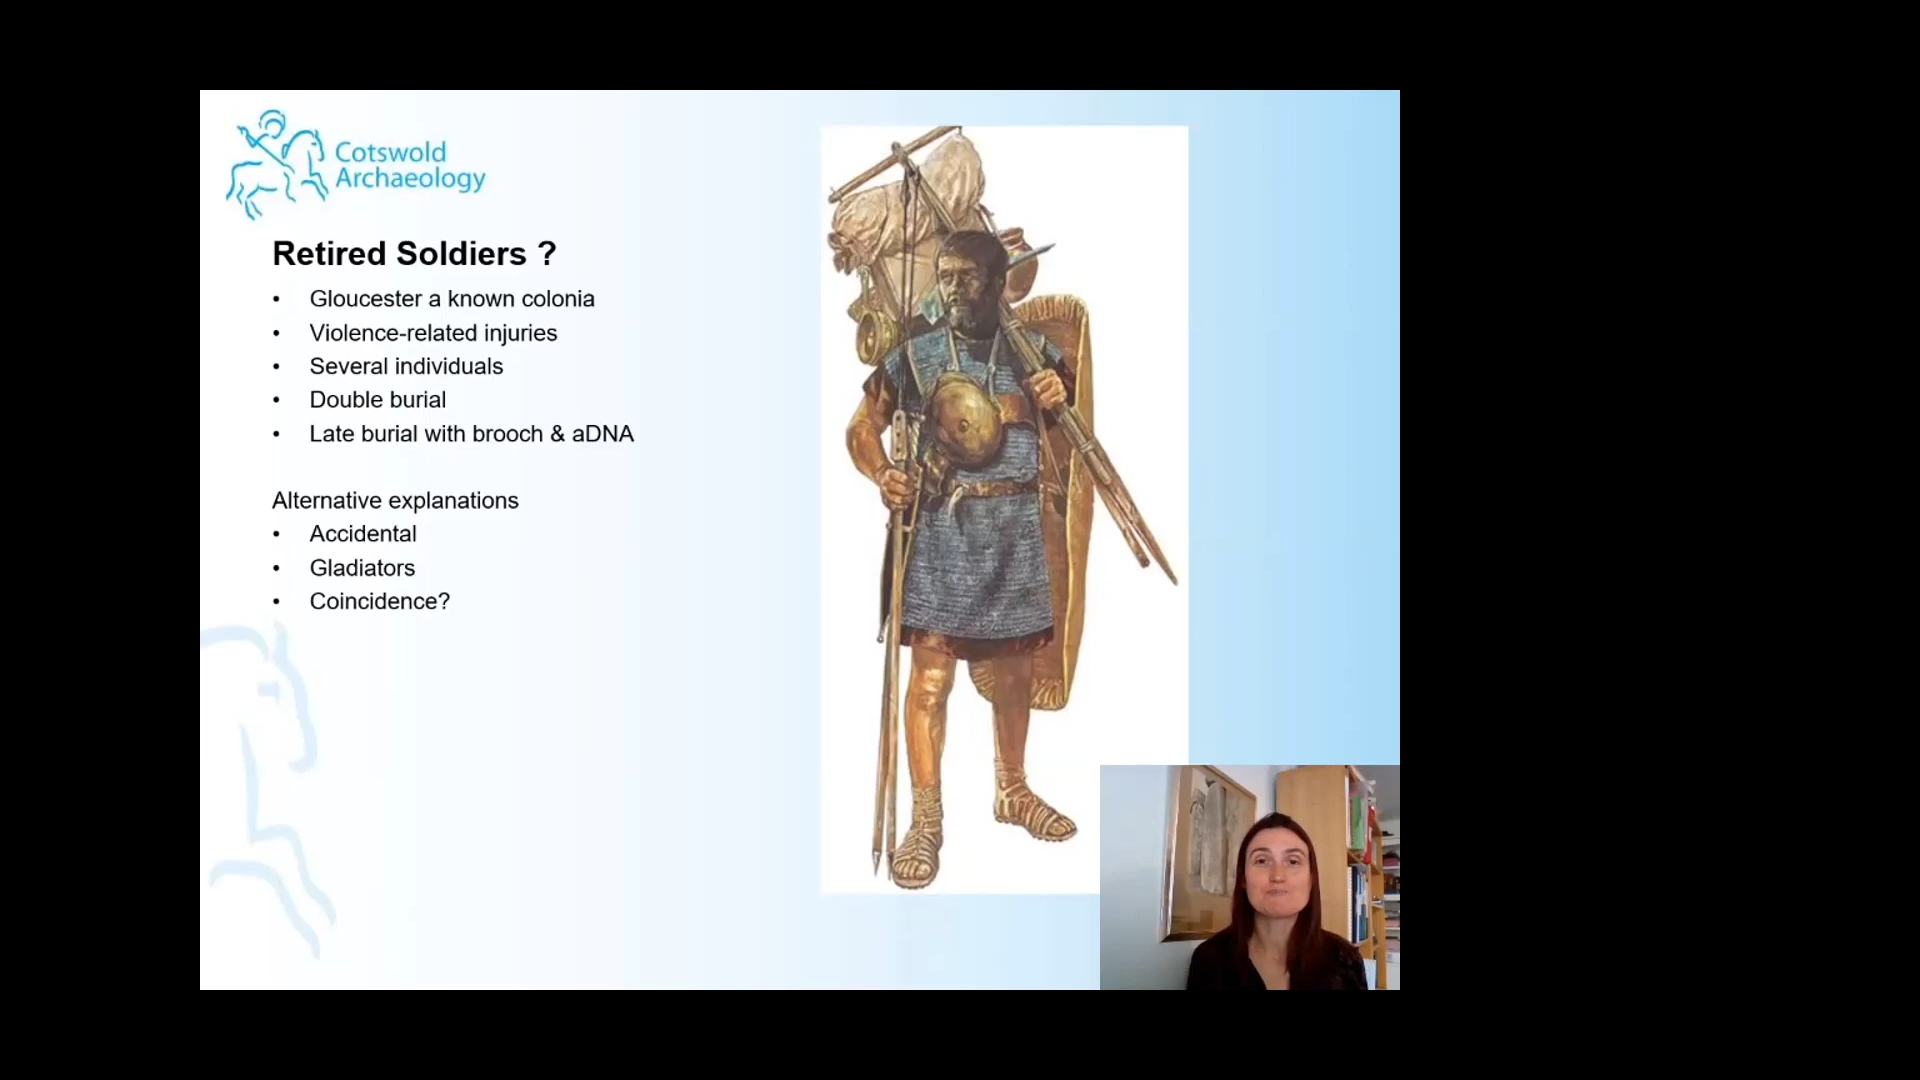 Cotswold
Archaeology
Retired Soldiers ?
• Gloucester a known colonia
• Violence-related injuries
• Several individuals
• Double burial
• Late burial with brooch & aDNA
Alternative explanations
• Accidental
• Gladiators
• Coincidence?